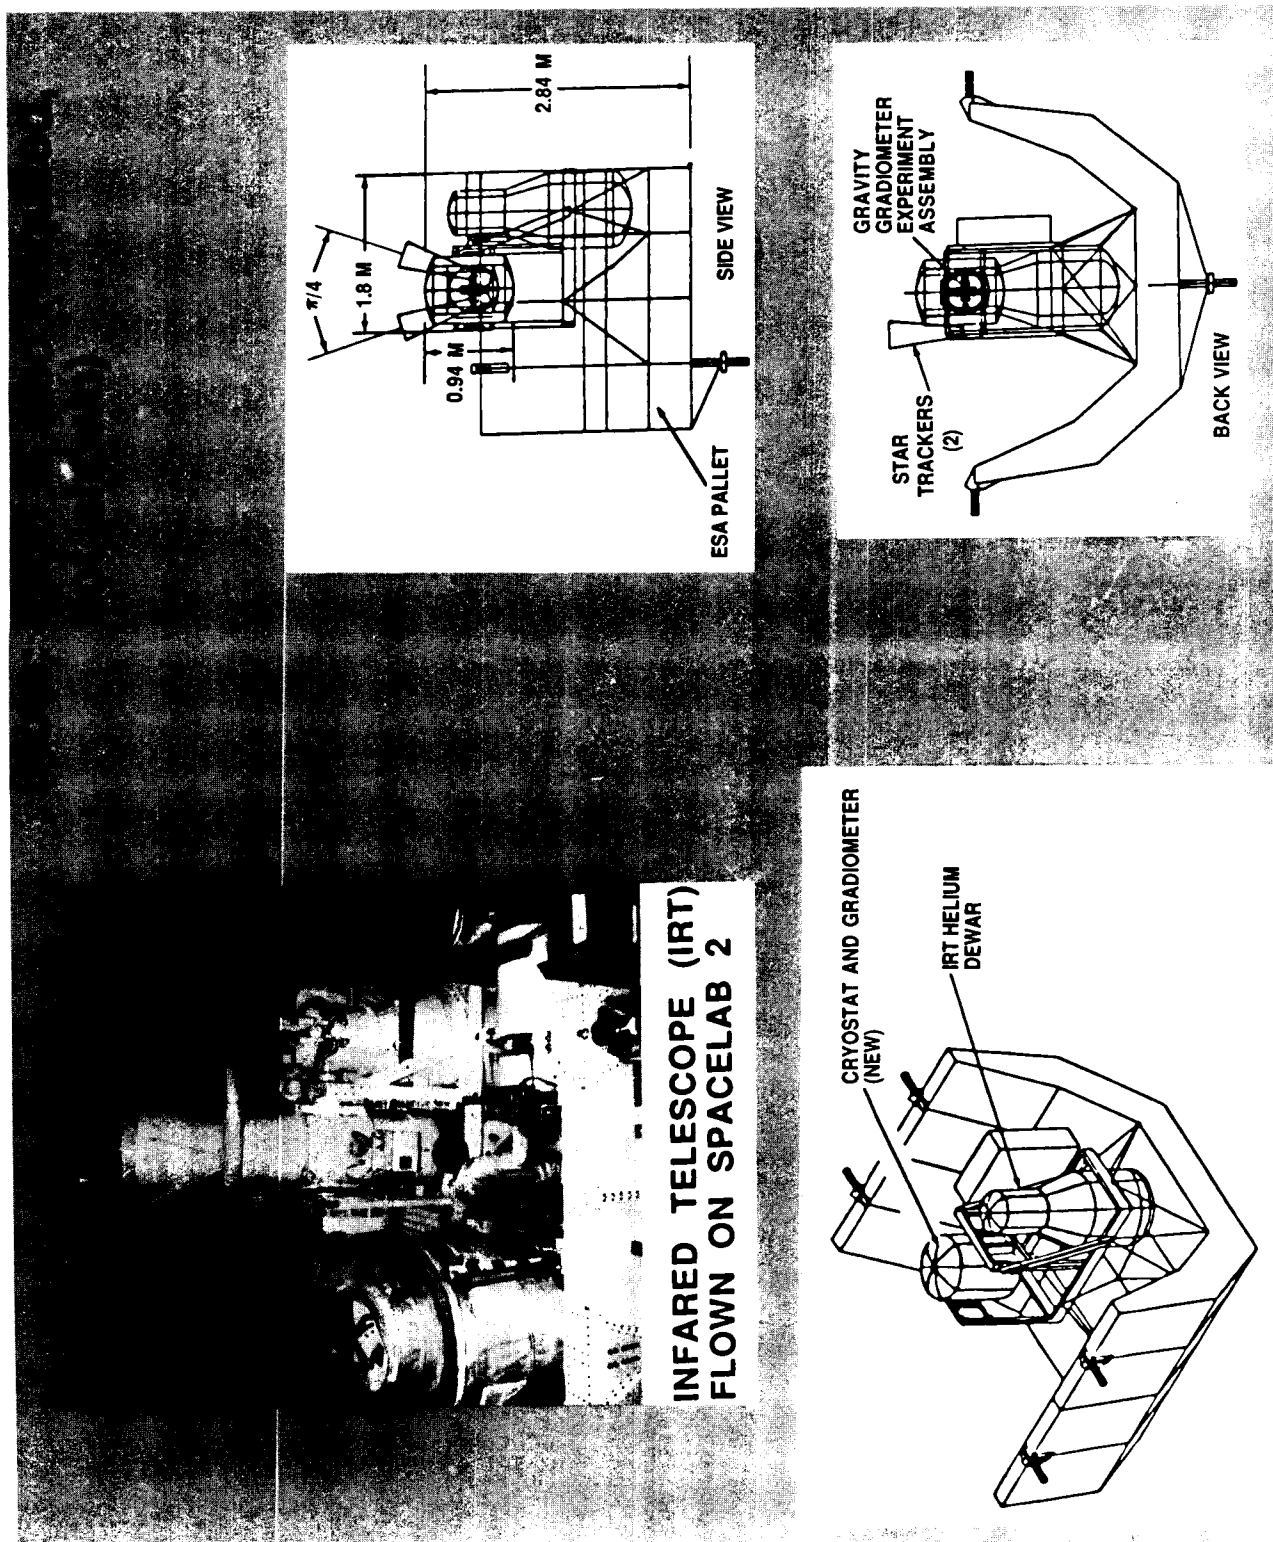 INFARED TELESCOPE (IRT)
FLOWN ON SPACELAB 2
π/4
1.8 M
0.94 M
2.84 M
ESA PALLET
SIDE VIEW
CRYOSTAT AND GRADIOMETER
(NEW)
IRT HELIUM
DEWAR
GRAVITY
GRADIOMETER
EXPERIMENT
ASSEMBLY
STAR
TRACKERS
(2)
BACK VIEW